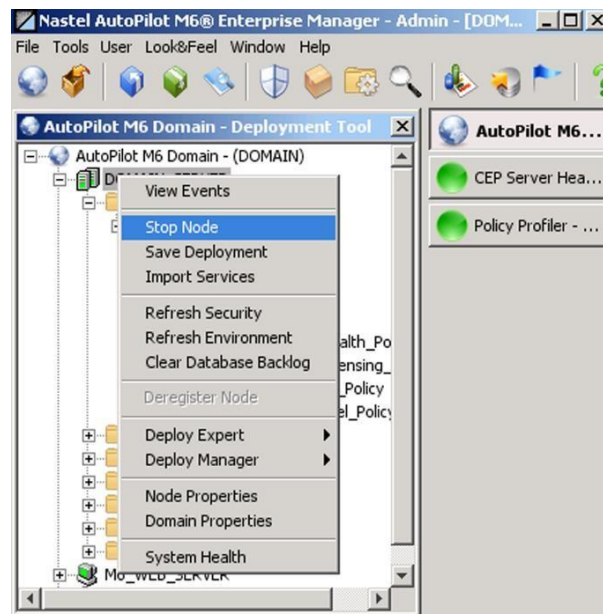 Nastel AutoPilot M6® Enterprise Manager - Admin - [DOM...
File Tools User Look&Feel Window Help
AutoPilot M6 Domain - Deployment Tool
AutoPilot M6 Domain - (DOMAIN)
View Events
Stop Node
Save Deployment
Import Services
Refresh Security
Refresh Environment
Clear Database Backlog
Deregister Node
Deploy Expert
Deploy Manager
Node Properties
Domain Properties
System Health
alth_Po
ensing_
_Policy
el_Policy
Mo_WEB_SERVER
AutoPilot M6...
CEP Server Hea...
Policy Profiler - ...